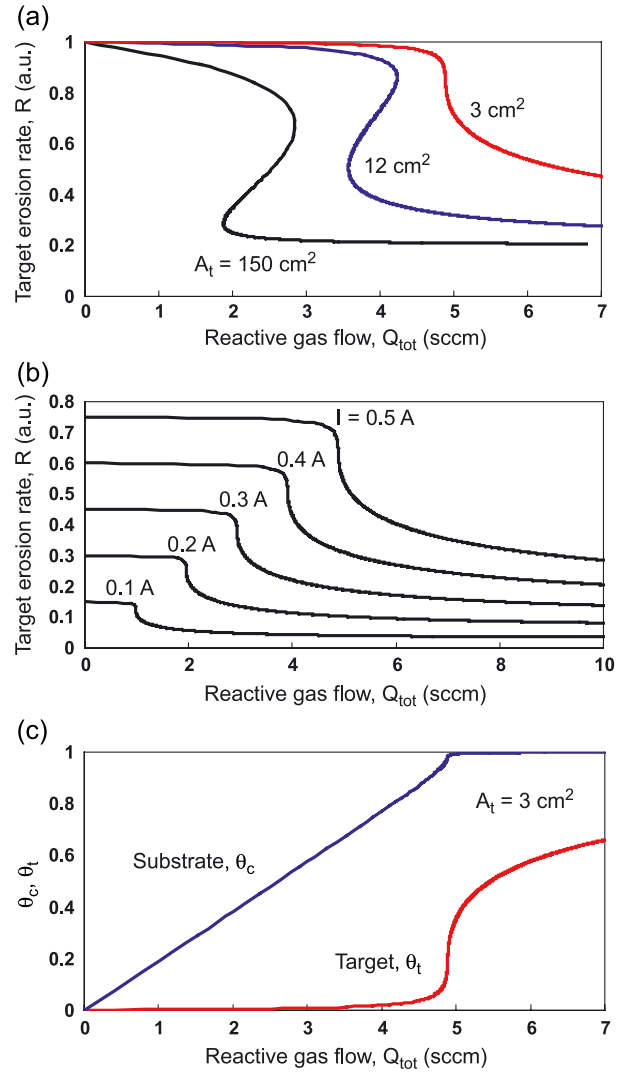 (a)
Target erosion rate, R (a.u.)
1
0.8
0.6
0.4
0.2
0
3 cm²
12 cm²
Aₜ = 150 cm²
0 1 2 3 4 5 6 7
Reactive gas flow, Qₜₒₜ (sccm)
(b)
Target erosion rate, R (a.u.)
0.8
0.7
0.6
0.5
0.4
0.3
0.2
0.1
0
I = 0.5 A
0.4 A
0.3 A
0.2 A
0.1 A
0 2 4 6 8 10
Reactive gas flow, Qₜₒₜ (sccm)
(c)
θc, θₜ
1
0.8
0.6
0.4
0.2
0
Aₜ = 3 cm²
Substrate, θc
Target, θₜ
0 1 2 3 4 5 6 7
Reactive gas flow, Qₜₒₜ (sccm)